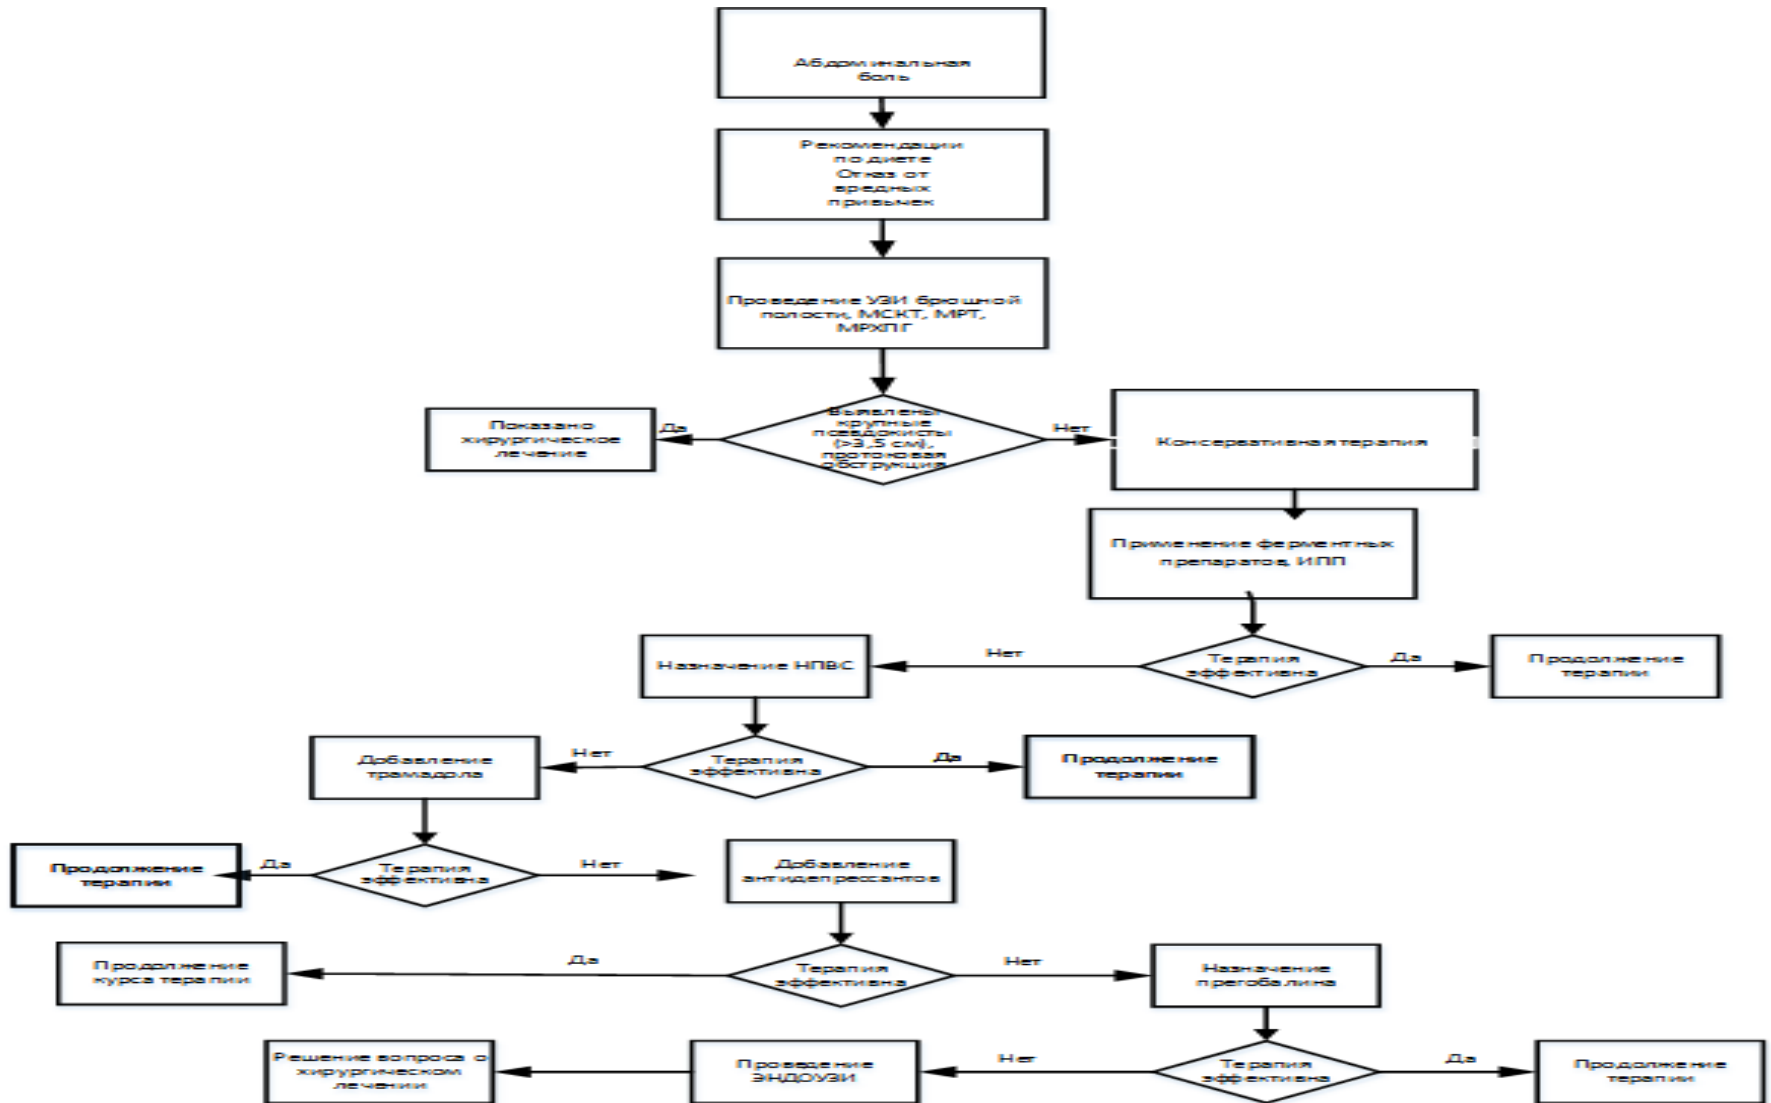 Абдоминальная
боль
Рекомендации
по диете
Отказ от
вредных
привычек
Проведение УЗИ брюшной
полости, МСКТ, МРТ,
МРХПГ
Выявлены
крупные
псевдокисты
(>3,5 см),
протоковая
обструкция
Да
Нет
Показано
хирургическое
лечение
Консервативная терапия
Применение ферментных
препаратов, ИПП
Терапия
эффективна
Нет
Да
Назначение НПВС
Продолжение
терапии
Терапия
эффективна
Нет
Да
Добавление
трамадола
Продолжение
терапии
Терапия
эффективна
Да
Нет
Продолжение
терапии
Добавление
антидепрессантов
Терапия
эффективна
Да
Нет
Продолжение
курса терапии
Назначение
прегобалина
Терапия
эффективна
Нет
Да
Решение вопроса о
хирургическом
лечении
Проведение
ЭНДОУЗИ
Продолжение
терапии